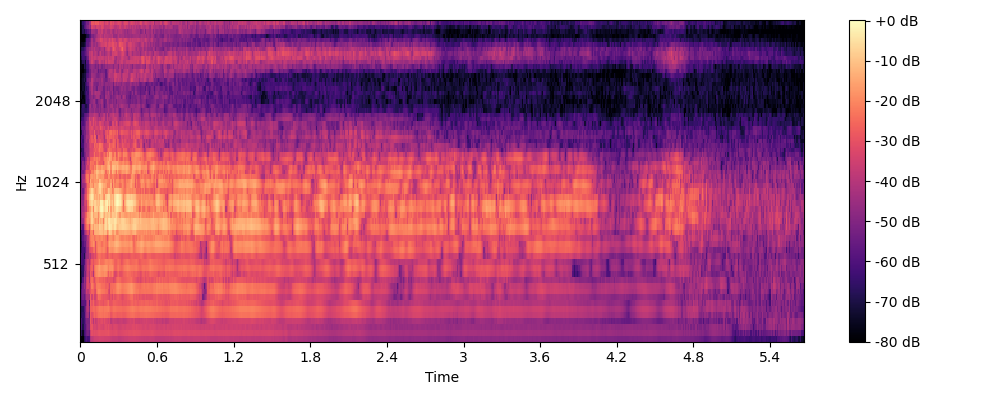 +0 dB
-10 dB
-20 dB
-30 dB
-40 dB
-50 dB
-60 dB
-70 dB
-80 dB
2048
1024
512
Hz
0 0.6 1.2 1.8 2.4 3 3.6 4.2 4.8 5.4
Time